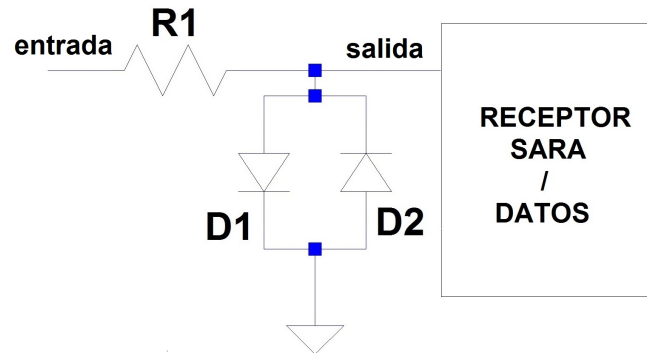 R1
entrada
salida
RECEPTOR
SARA
/
DATOS
D1
D2